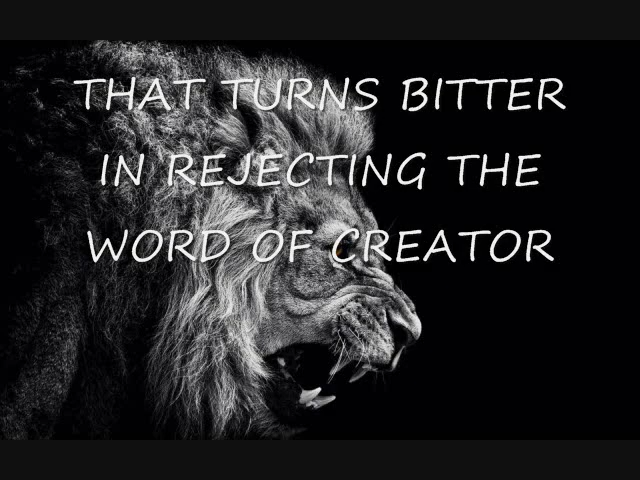 THAT TURNS BITTER
IN REJECTING THE
WORD OF CREATOR